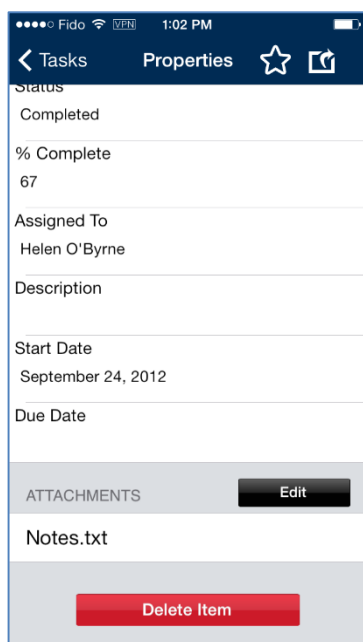 Fido VPN 1:02 PM
Tasks Properties
Status
Completed
% Complete
67
Assigned To
Helen O'Byrne
Description
Start Date
September 24, 2012
Due Date
ATTACHMENTS Edit
Notes.txt
Delete Item